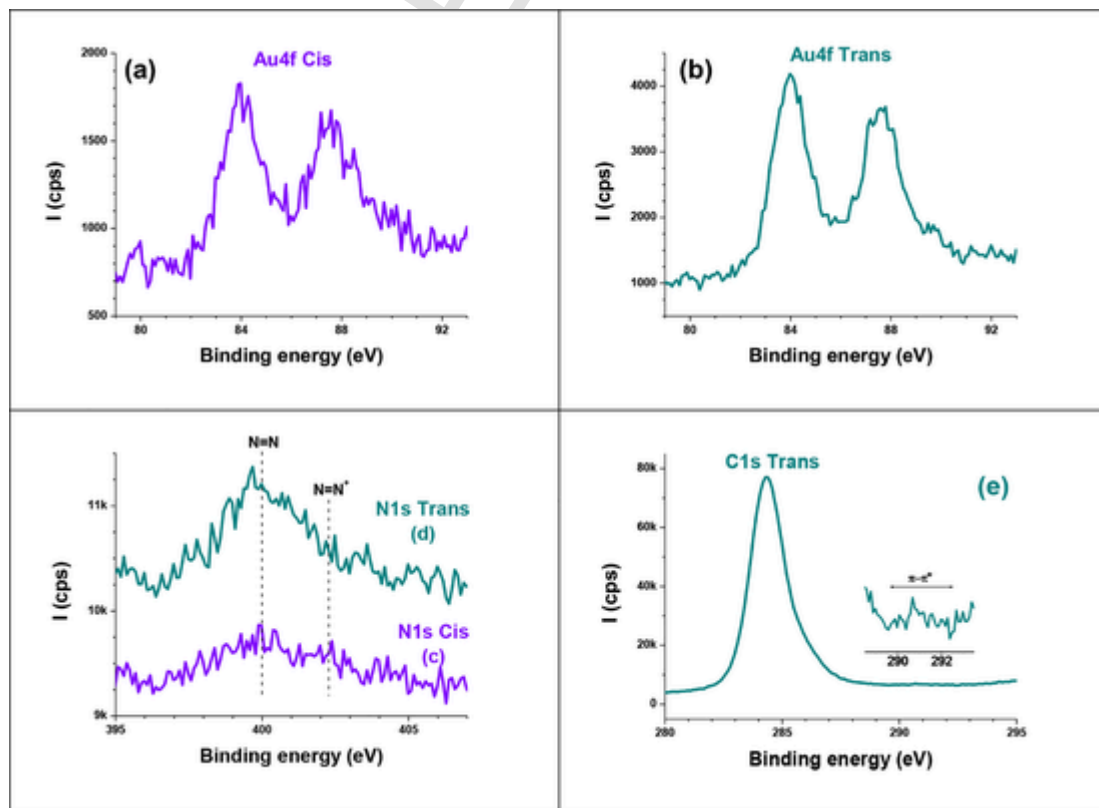 (a)
Au4f Cis
I (cps)
2000
1500
1000
500
80
84
88
92
Binding energy (eV)
(b)
Au4f Trans
I (cps)
4000
3000
2000
1000
80
84
88
92
Binding energy (eV)
N=N
N=N⁺
N1s Trans
(d)
N1s Cis
(c)
I (cps)
11k
10k
9k
395
400
405
Binding energy (eV)
C1s Trans
(e)
I (cps)
80k
60k
40k
20k
0
π-π*
290
292
280
285
290
295
Binding energy (eV)